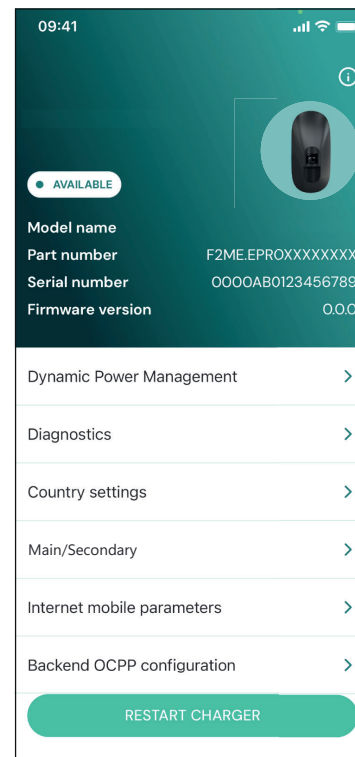 09:41
AVAILABLE
Model name
Part number F2ME.EPROXXXXXXXX
Serial number 0000AB0123456789
Firmware version 0.0.0
Dynamic Power Management
Diagnostics
Country settings
Main/Secondary
Internet mobile parameters
Backend OCPP configuration
RESTART CHARGER